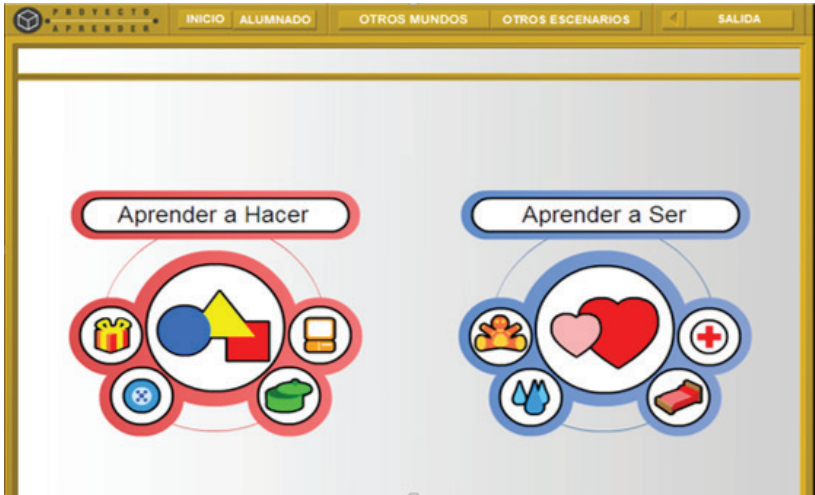 PROYECTO
APRENDER
INICIO ALUMNADO OTROS MUNDOS OTROS ESCENARIOS SALIDA
Aprender a Hacer
Aprender a Ser